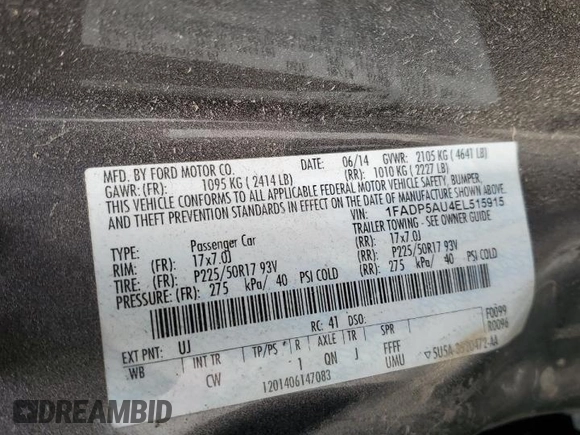 MFD. BY FORD MOTOR CO. DATE: 06/14 GVWR: 2105 KG ( 4641 LB)
GAWR: (FR): 1095 KG ( 2414 LB) (RR): 1010 KG ( 2227 LB)
THIS VEHICLE CONFORMS TO ALL APPLICABLE FEDERAL MOTOR VEHICLE SAFETY, BUMPER,
AND THEFT PREVENTION STANDARDS IN EFFECT ON THE DATE OF MANUFACTURE SHOWN ABOVE.
VIN: 1FADP5AU4EL515915
TYPE: Passenger Car TRAILER TOWING - SEE OWNER GUIDE
RIM: (FR): 17x7.0J (RR): 17x7.0J
TIRE: (FR): P225/50R17 93V (RR): P225/50R17 93V
PRESSURE: (FR): 275 kPa/ 40 PSI COLD (RR): 275 kPa/ 40 PSI COLD
F0099
R0096
RC: 41 DSO:
EXT PNT: UJ
WB INT TR TP/PS R AXLE TR SPR
CW 1 QN J FFFF
UMU
1201406147083
DREAMBID
.com